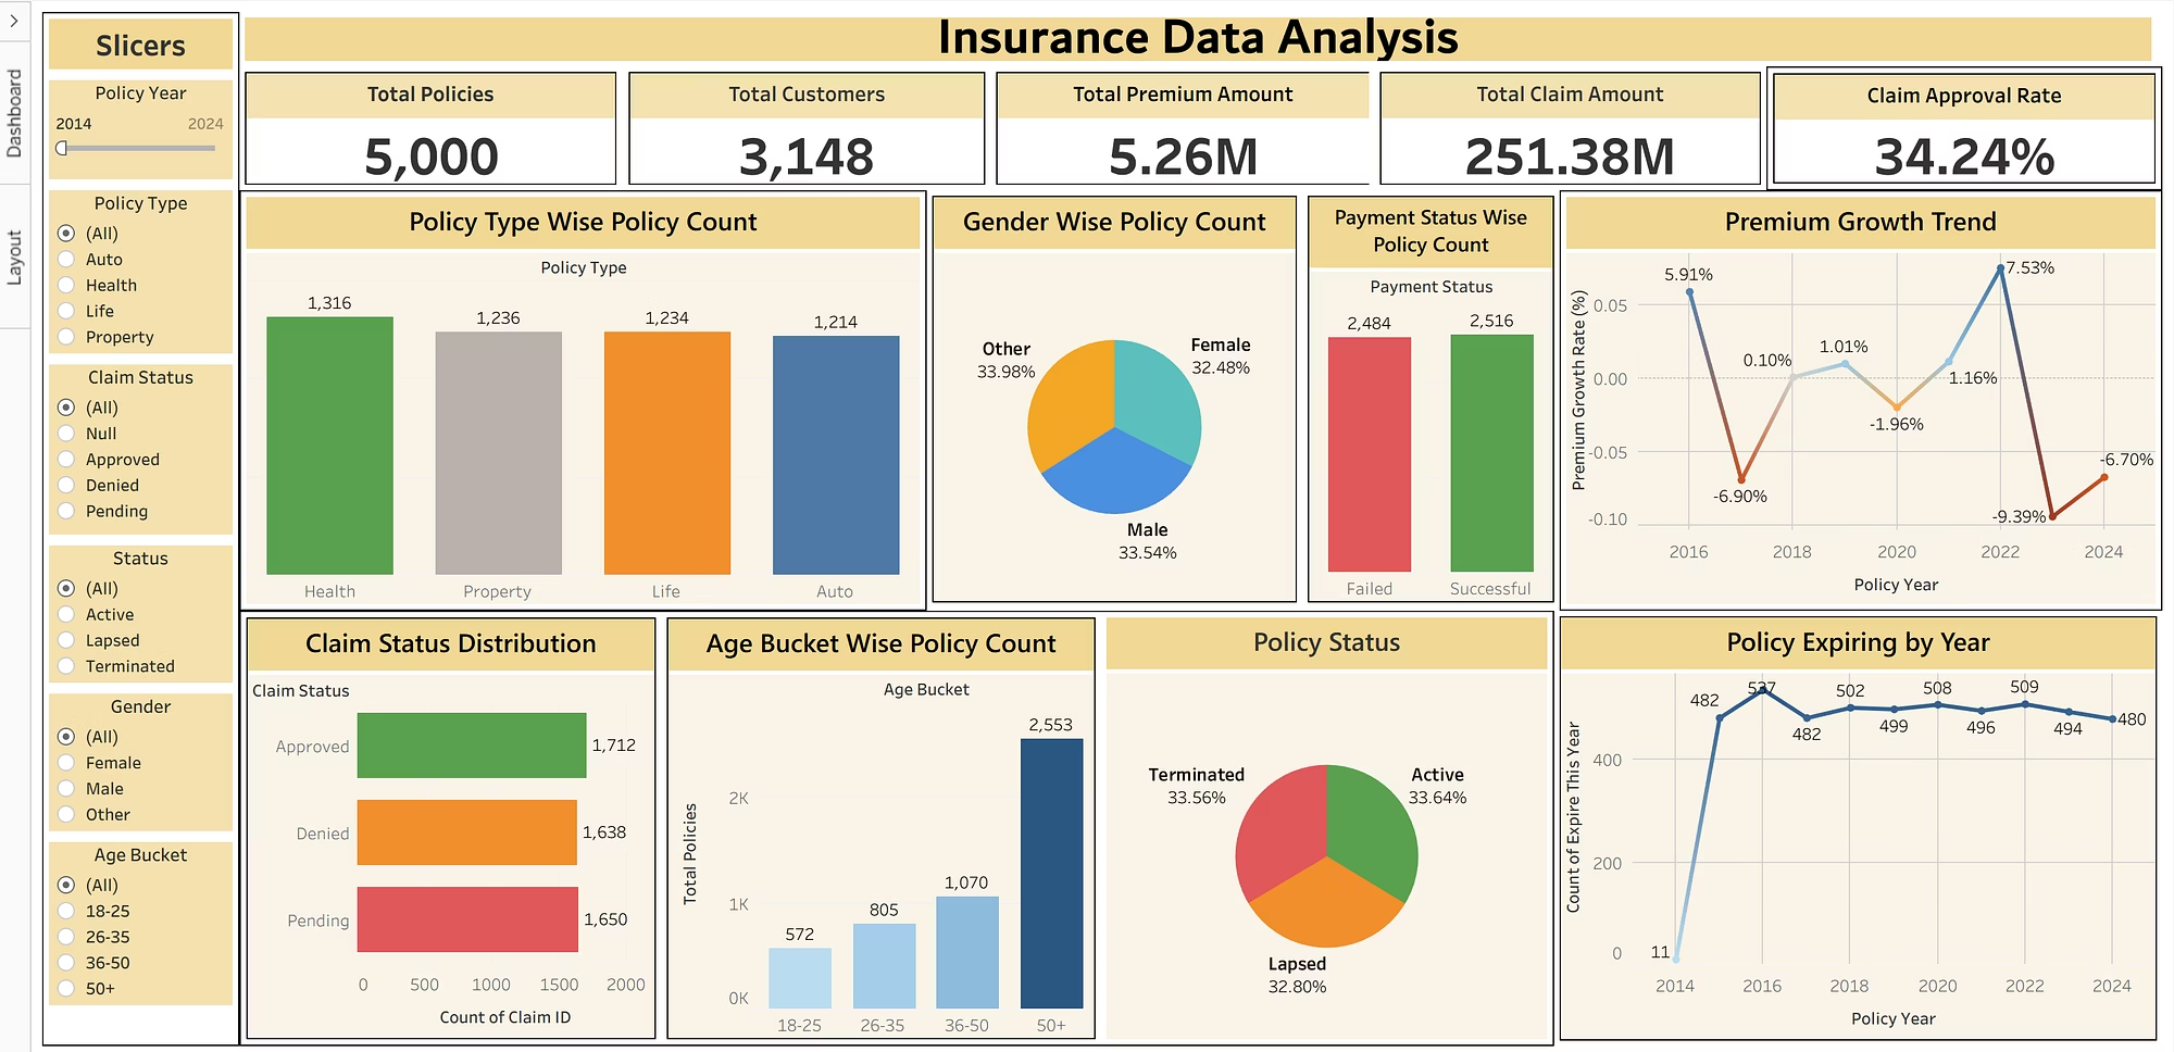 Insurance Data Analysis
Dashboard
Layout
Slicers
Policy Year
2014 2024
Policy Type
(All)
Auto
Health
Life
Property
Claim Status
(All)
Null
Approved
Denied
Pending
Status
(All)
Active
Lapsed
Terminated
Gender
(All)
Female
Male
Other
Age Bucket
(All)
18-25
26-35
36-50
50+
Total Policies
5,000
Total Customers
3,148
Total Premium Amount
5.26M
Total Claim Amount
251.38M
Claim Approval Rate
34.24%
Policy Type Wise Policy Count
Policy Type
1,316 1,236 1,234 1,214
Health Property Life Auto
Gender Wise Policy Count
Other
33.98%
Female
32.48%
Male
33.54%
Payment Status Wise
Policy Count
Payment Status
2,484 2,516
Failed Successful
Premium Growth Trend
Premium Growth Rate (%)
0.05
0.00
-0.05
-0.10
5.91%
-6.90%
0.10%
1.01%
-1.96%
1.16%
7.53%
-9.39%
-6.70%
2016 2018 2020 2022 2024
Policy Year
Claim Status Distribution
Claim Status
Approved 1,712
Denied 1,638
Pending 1,650
0 500 1000 1500 2000
Count of Claim ID
Age Bucket Wise Policy Count
Age Bucket
Total Policies
2K
1K
0K
572 805 1,070 2,553
18-25 26-35 36-50 50+
Policy Status
Terminated
33.56%
Active
33.64%
Lapsed
32.80%
Policy Expiring by Year
Count of Expire This Year
400
200
0
11
482
537
482
502
499
508
496
509
494
480
2014 2016 2018 2020 2022 2024
Policy Year